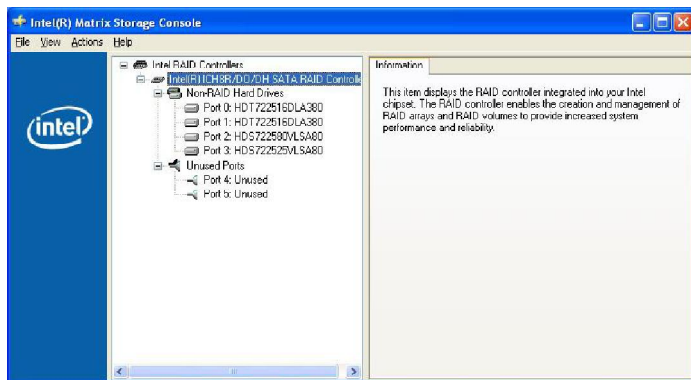 Intel(R) Matrix Storage Console
File View Actions Help
Intel RAID Controllers
Intel(R) ICH8R/DO/DH SATA RAID Controlle
Non-RAID Hard Drives
Port 0: HDT722516DLA380
Port 1: HDT722516DLA380
Port 2: HDS722580VLSA80
Port 3: HDS722525VLSA80
Unused Ports
Port 4: Unused
Port 5: Unused
intel
Information
This item displays the RAID controller integrated into your Intel
chipset. The RAID controller enables the creation and management of
RAID arrays and RAID volumes to provide increased system
performance and reliability.